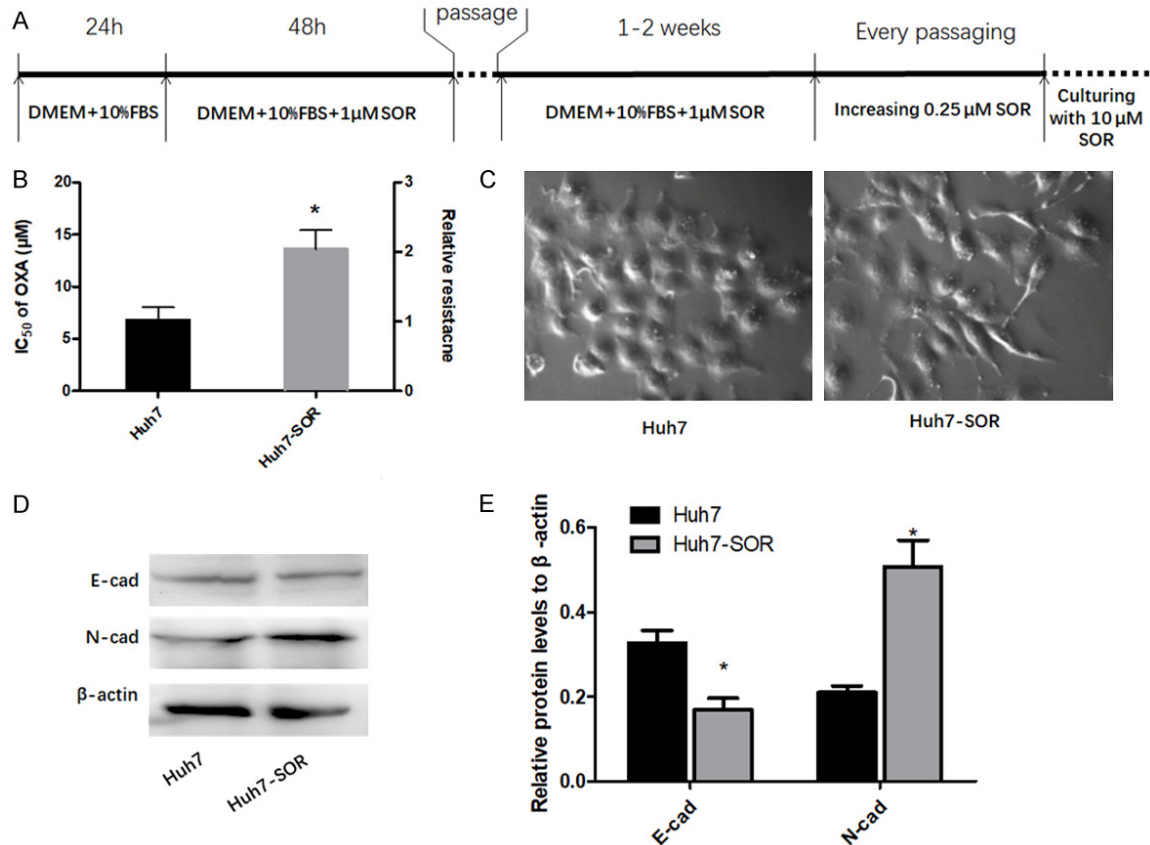 A
24h
48h
passage
1-2 weeks
Every passaging
DMEM+10%FBS
DMEM+10%FBS+1μM SOR
DMEM+10%FBS+1μM SOR
Increasing 0.25 μM SOR
Culturing
with 10 μM
SOR
B
IC50 of OXA (μM)
20
15
10
5
0
3
2
1
0
Relative resistacne
*
Huh7
Huh7-SOR
C
Huh7
Huh7-SOR
D
E-cad
N-cad
β-actin
Huh7
Huh7-SOR
E
Relative protein levels to β -actin
0.6
0.4
0.2
0.0
Huh7
Huh7-SOR
*
*
E-cad
N-cad